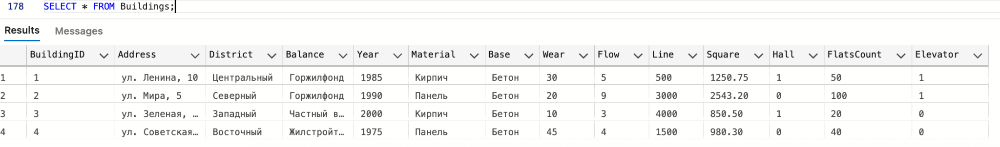 178 SELECT * FROM Buildings;
Results Messages
BuildingID Address District Balance Year Material Base Wear Flow Line Square Hall FlatsCount Elevator
1 1 ул. Ленина, 10 Центральный Горжилфонд 1985 Кирпич Бетон 30 5 500 1250.75 1 50 1
2 2 ул. Мира, 5 Северный Горжилфонд 1990 Панель Бетон 20 9 3000 2543.20 0 100 1
3 3 ул. Зеленая, … Западный Частный в… 2000 Кирпич Бетон 10 3 4000 850.50 1 20 0
4 4 ул. Советская… Восточный Жилстройт… 1975 Панель Бетон 45 4 1500 980.30 0 40 0